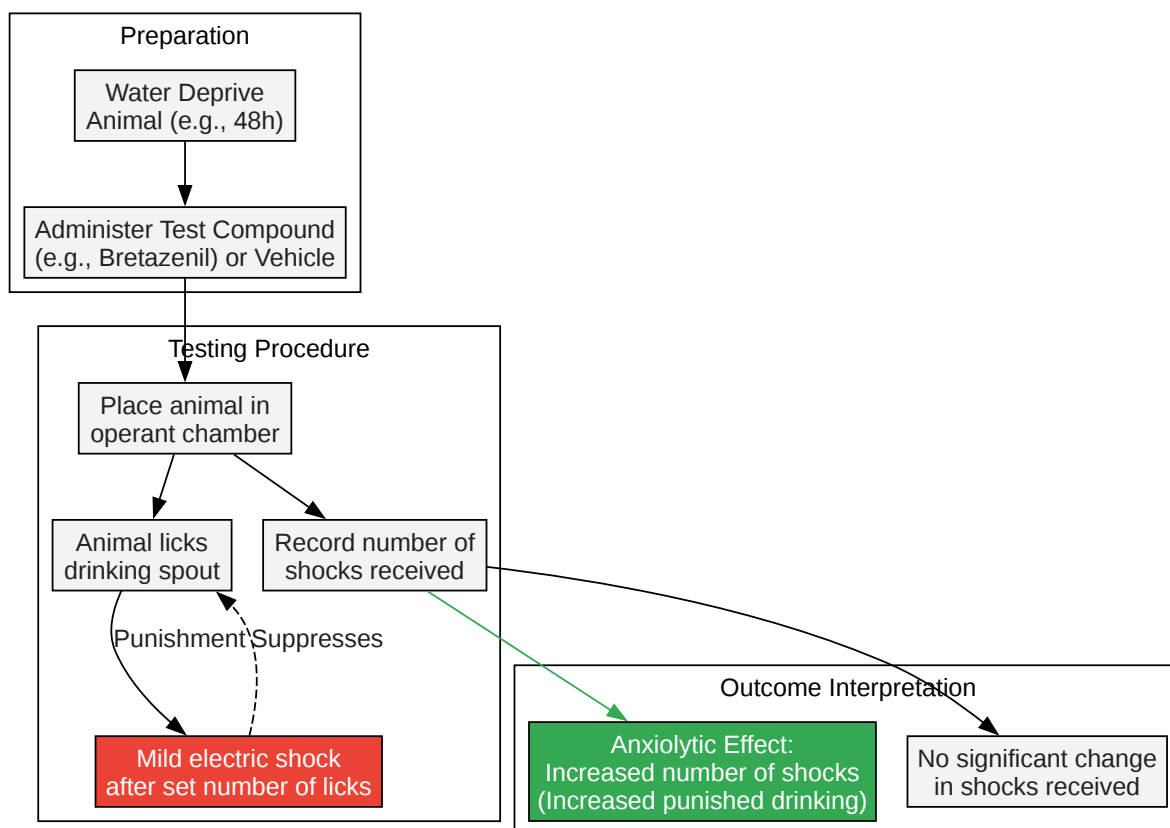 Preparation
Water Deprive
Animal (e.g., 48h)
Administer Test Compound
(e.g., Bretazenil) or Vehicle
Testing Procedure
Place animal in
operant chamber
Animal licks
drinking spout
Record number of
shocks received
Punishment Suppresses
Mild electric shock
after set number of licks
Outcome Interpretation
Anxiolytic Effect:
Increased number of shocks
(Increased punished drinking)
No significant change
in shocks received